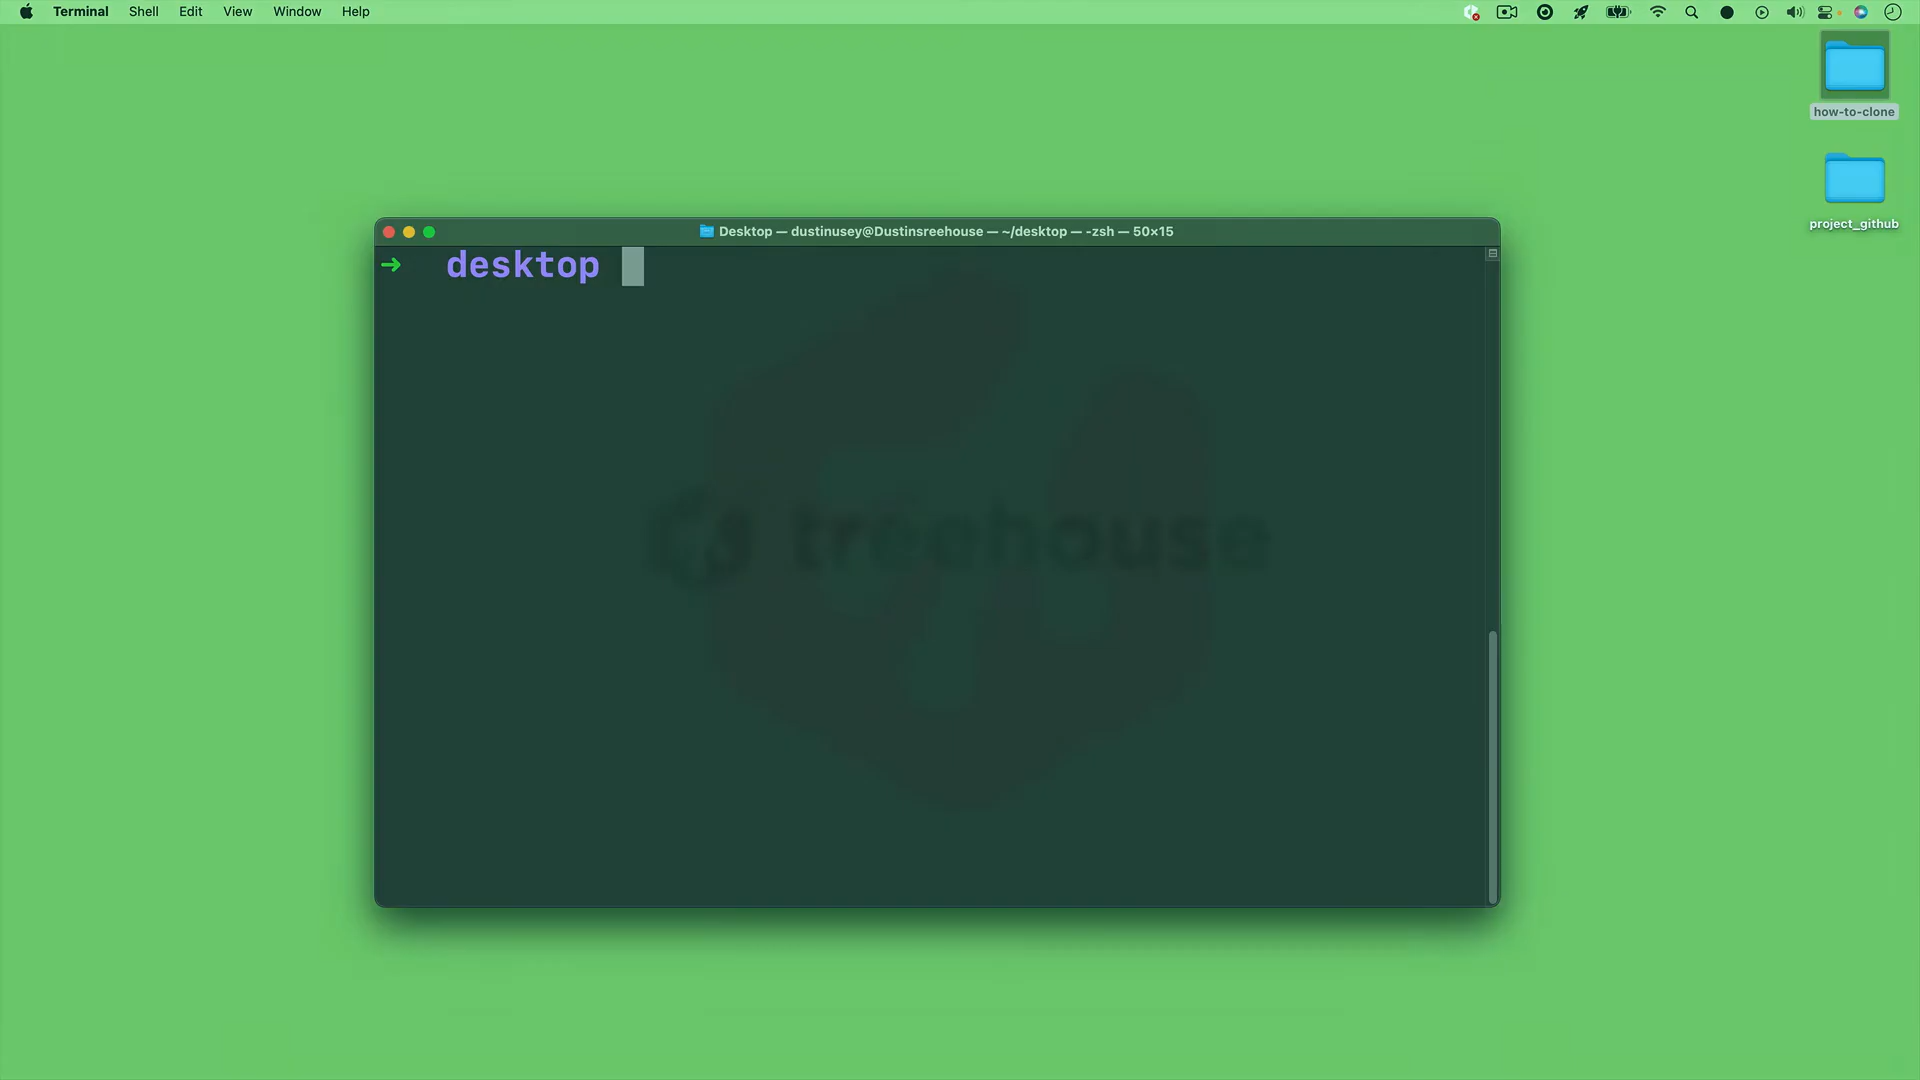 Terminal Shell Edit View Window Help
how-to-clone
project_github
Desktop — dustinusey@Dustinsreehouse — ~/desktop — -zsh — 50×15
➜ desktop
treehouse